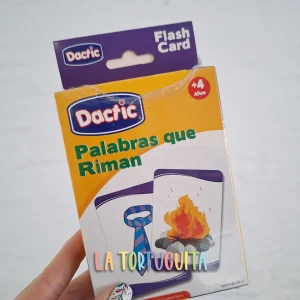 Dactic
Flash
Card
Dactic
+4
Años
Palabras que
Riman
LA TORTUGUITA